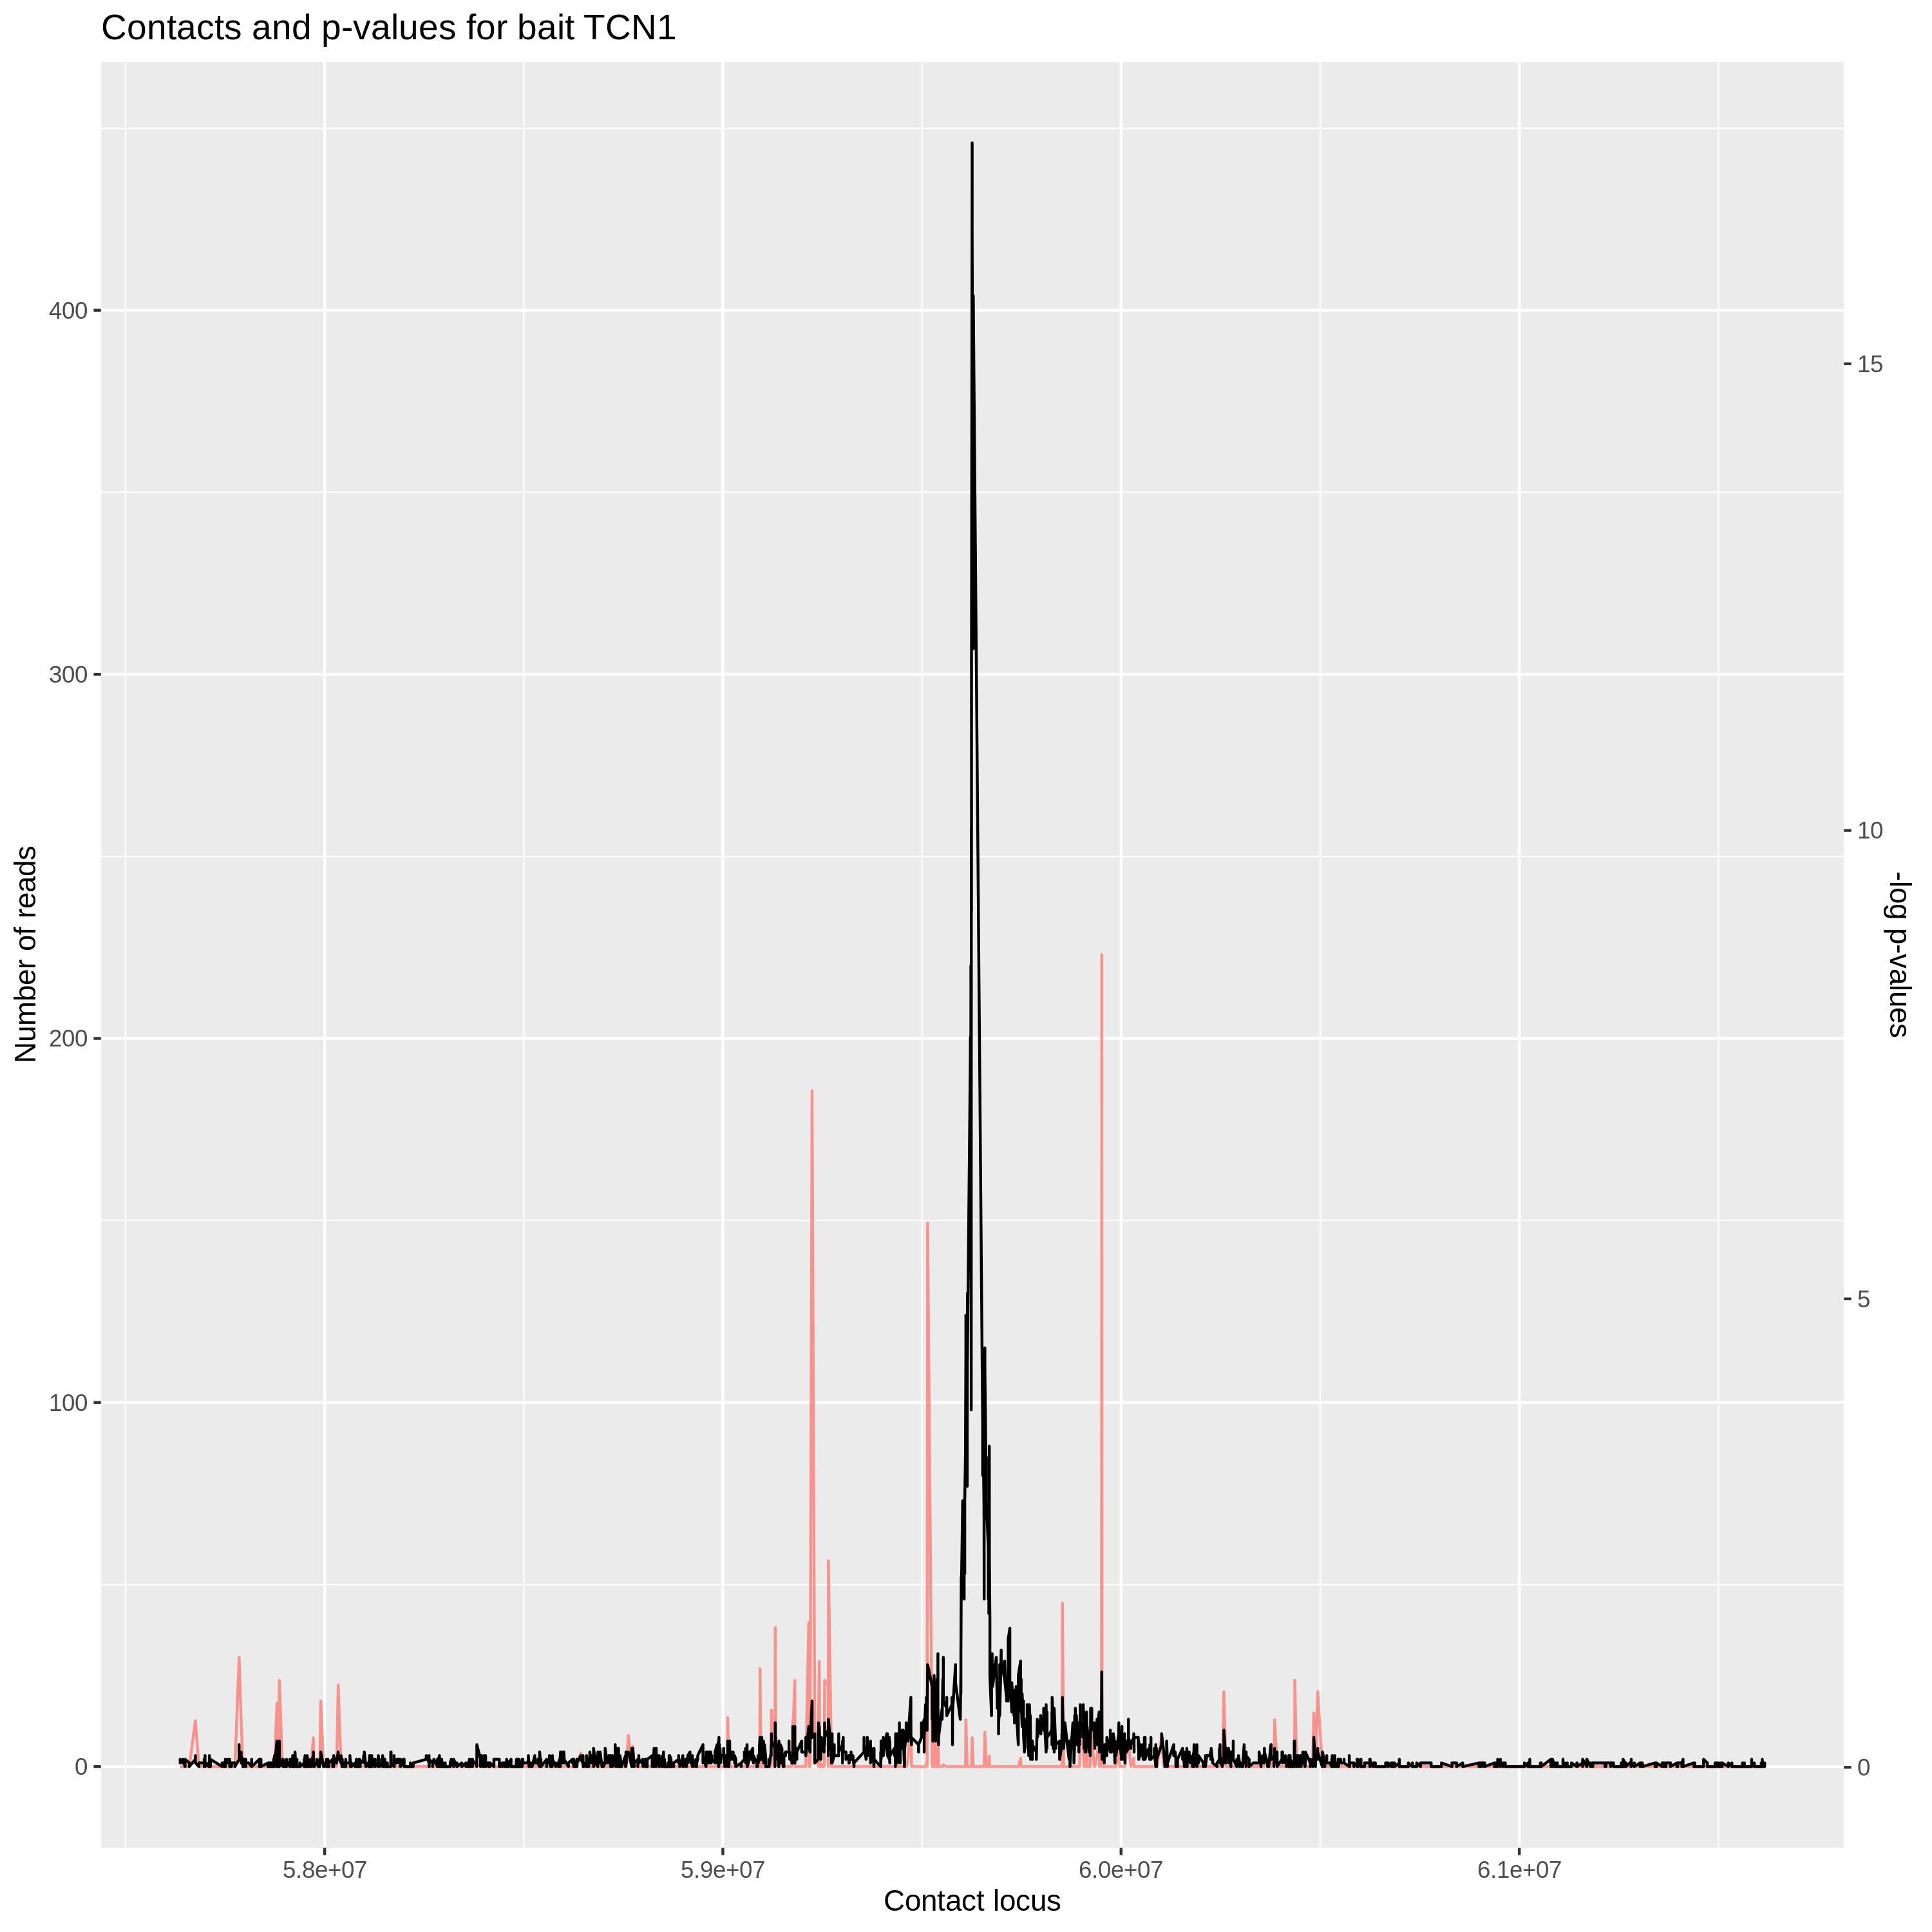 Contacts and p-values for bait TCN1
400
300
200
100
0
Number of reads
15
10
5
0
-log p-values
5.8e+07
5.9e+07
6.0e+07
6.1e+07
Contact locus